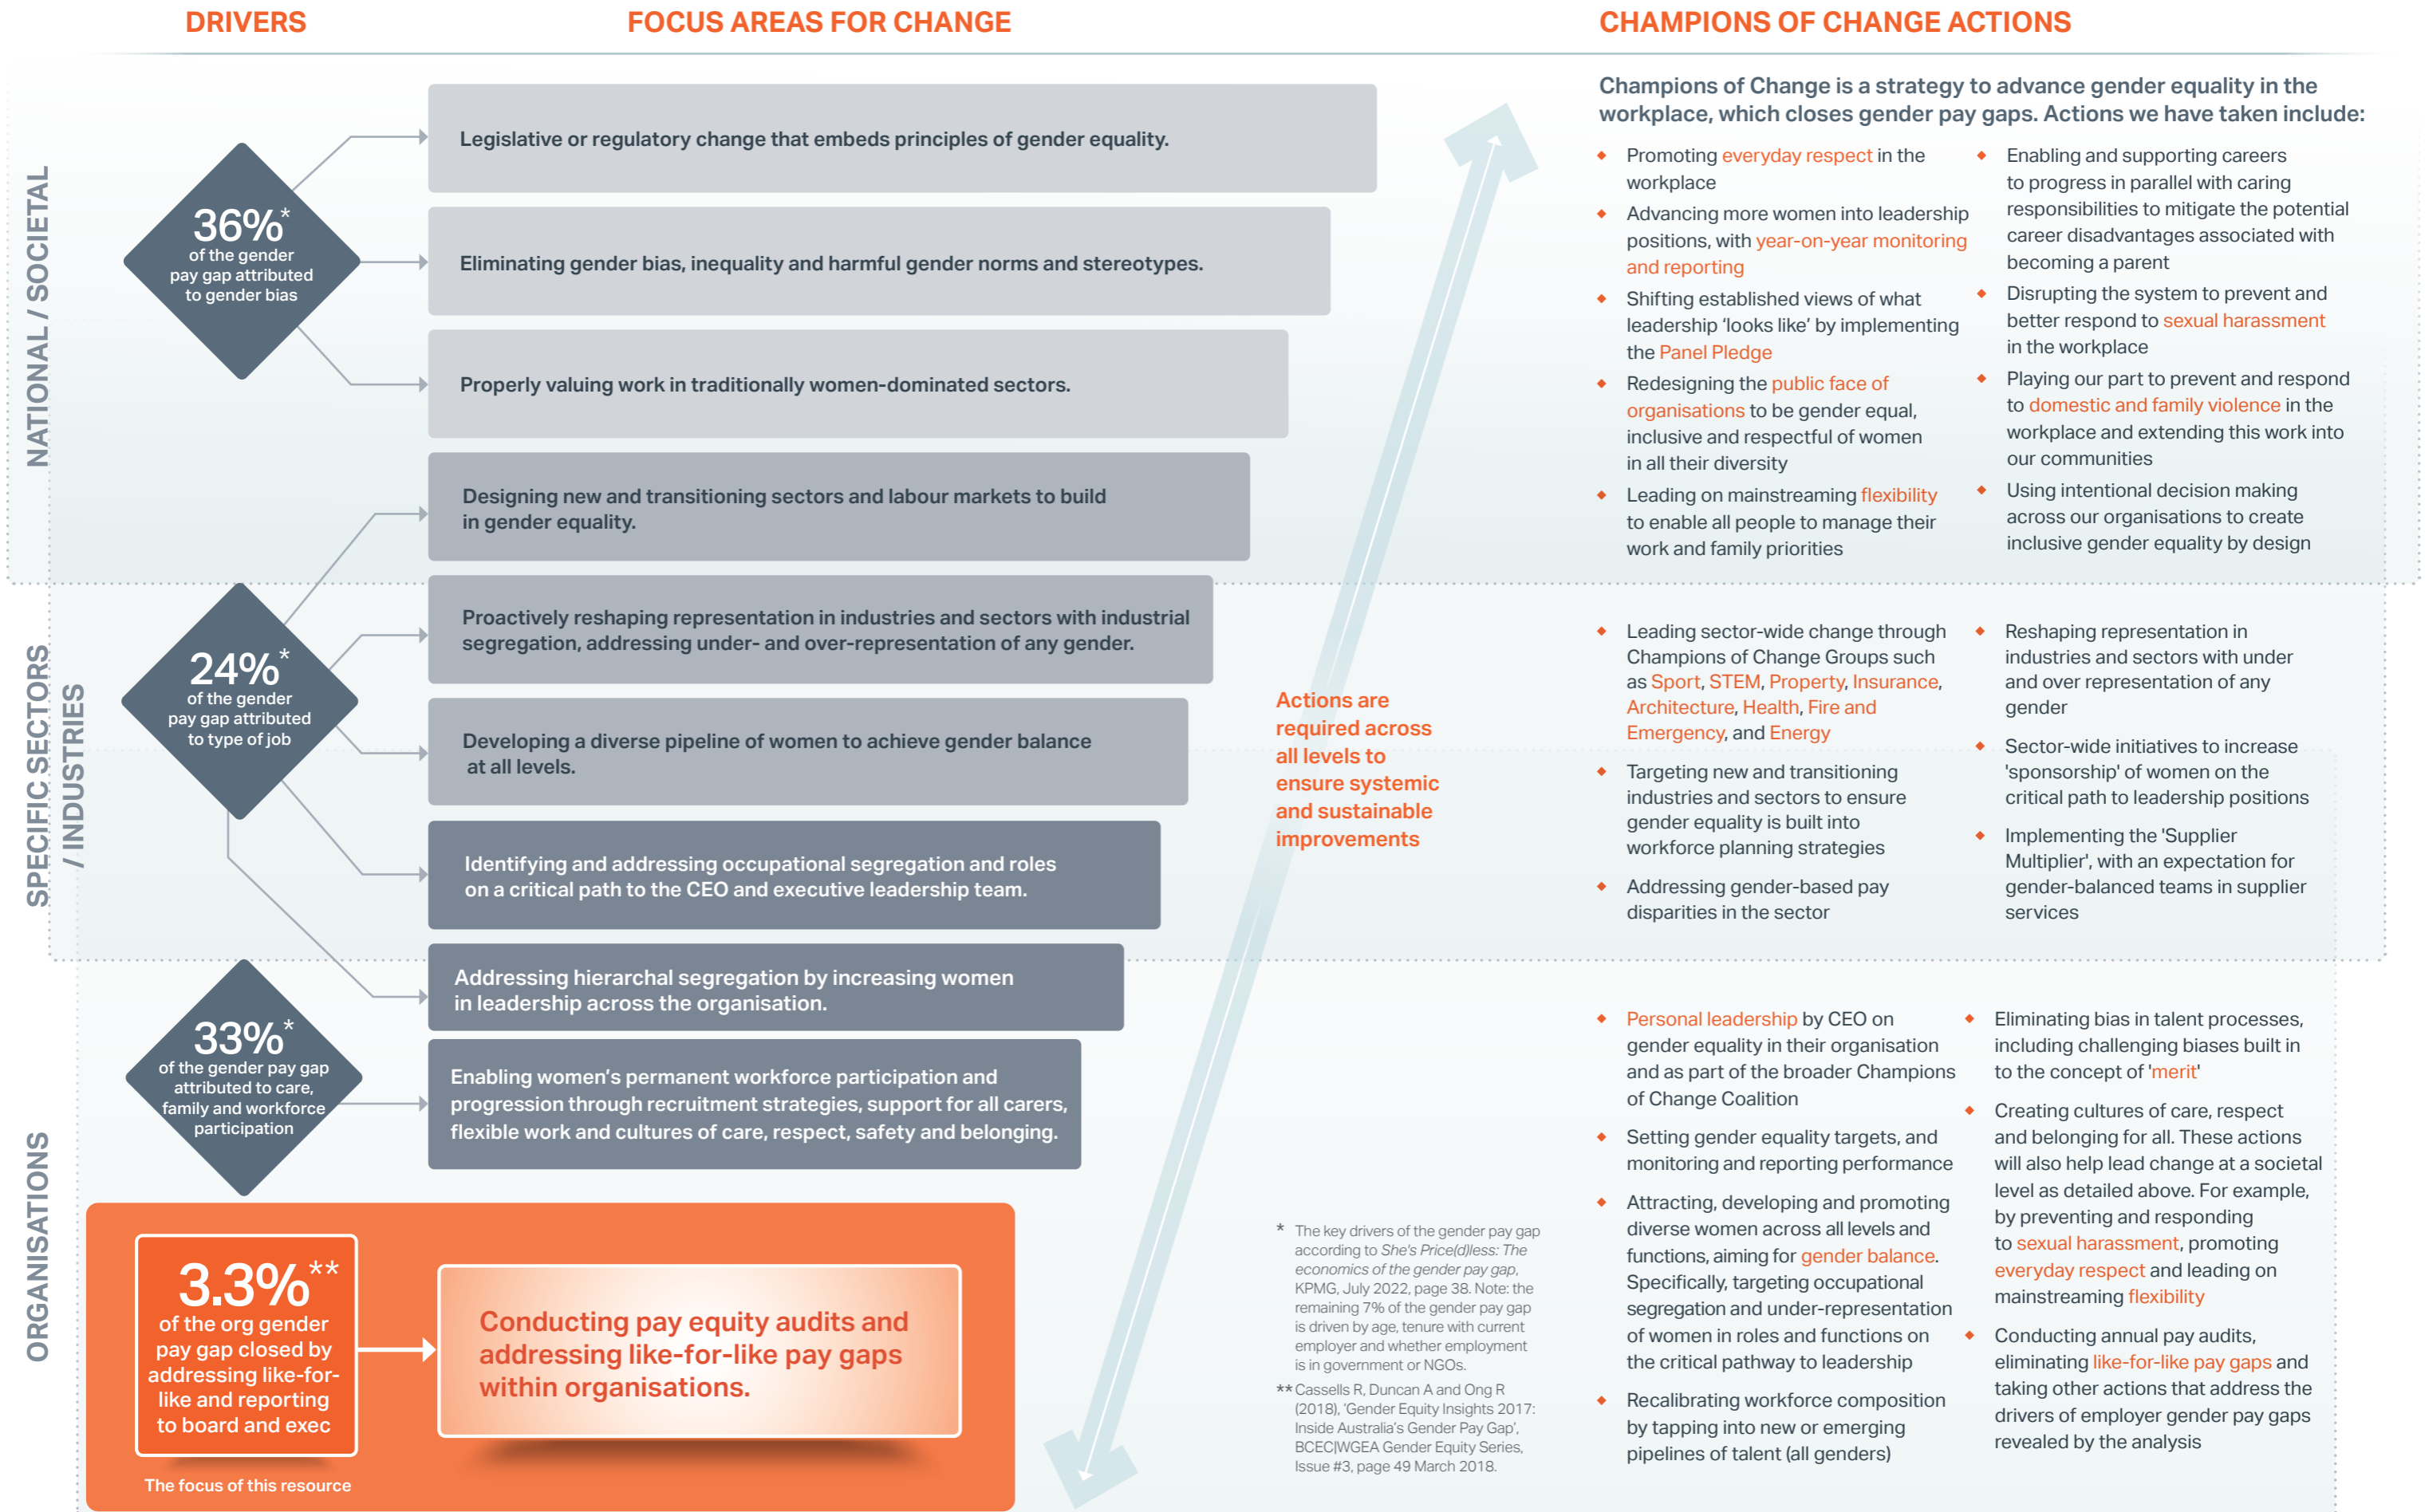 DRIVERS
FOCUS AREAS FOR CHANGE
CHAMPIONS OF CHANGE ACTIONS
NATIONAL / SOCIETAL
36%*
of the gender
pay gap attributed
to gender bias
Legislative or regulatory change that embeds principles of gender equality.
Eliminating gender bias, inequality and harmful gender norms and stereotypes.
Properly valuing work in traditionally women-dominated sectors.
Designing new and transitioning sectors and labour markets to build
in gender equality.
SPECIFIC SECTORS
/ INDUSTRIES
24%*
of the gender
pay gap attributed
to type of job
Proactively reshaping representation in industries and sectors with industrial
segregation, addressing under- and over-representation of any gender.
Developing a diverse pipeline of women to achieve gender balance
at all levels.
Identifying and addressing occupational segregation and roles
on a critical path to the CEO and executive leadership team.
Addressing hierarchal segregation by increasing women
in leadership across the organisation.
ORGANISATIONS
33%*
of the gender pay gap
attributed to care,
family and workforce
participation
Enabling women's permanent workforce participation and
progression through recruitment strategies, support for all carers,
flexible work and cultures of care, respect, safety and belonging.
3.3%**
of the org gender
pay gap closed by
addressing like-for-
like and reporting
to board and exec
The focus of this resource
Conducting pay equity audits and
addressing like-for-like pay gaps
within organisations.
Actions are
required across
all levels to
ensure systemic
and sustainable
improvements
* The key drivers of the gender pay gap
according to She's Price(d)less: The
economics of the gender pay gap,
KPMG, July 2022, page 38. Note: the
remaining 7% of the gender pay gap
is driven by age, tenure with current
employer and whether employment
is in government or NGOs.
** Cassells R, Duncan A and Ong R
(2018), 'Gender Equity Insights 2017:
Inside Australia's Gender Pay Gap',
BCEC|WGEA Gender Equity Series,
Issue #3, page 49 March 2018.
Champions of Change is a strategy to advance gender equality in the
workplace, which closes gender pay gaps. Actions we have taken include:
Promoting everyday respect in the
workplace
Advancing more women into leadership
positions, with year-on-year monitoring
and reporting
Shifting established views of what
leadership 'looks like' by implementing
the Panel Pledge
Redesigning the public face of
organisations to be gender equal,
inclusive and respectful of women
in all their diversity
Leading on mainstreaming flexibility
to enable all people to manage their
work and family priorities
Enabling and supporting careers
to progress in parallel with caring
responsibilities to mitigate the potential
career disadvantages associated with
becoming a parent
Disrupting the system to prevent and
better respond to sexual harassment
in the workplace
Playing our part to prevent and respond
to domestic and family violence in the
workplace and extending this work into
our communities
Using intentional decision making
across our organisations to create
inclusive gender equality by design
Leading sector-wide change through
Champions of Change Groups such
as Sport, STEM, Property, Insurance,
Architecture, Health, Fire and
Emergency, and Energy
Targeting new and transitioning
industries and sectors to ensure
gender equality is built into
workforce planning strategies
Addressing gender-based pay
disparities in the sector
Reshaping representation in
industries and sectors with under
and over representation of any
gender
Sector-wide initiatives to increase
'sponsorship' of women on the
critical path to leadership positions
Implementing the 'Supplier
Multiplier', with an expectation for
gender-balanced teams in supplier
services
Personal leadership by CEO on
gender equality in their organisation
and as part of the broader Champions
of Change Coalition
Setting gender equality targets, and
monitoring and reporting performance
Attracting, developing and promoting
diverse women across all levels and
functions, aiming for gender balance.
Specifically, targeting occupational
segregation and under-representation
of women in roles and functions on
the critical pathway to leadership
Recalibrating workforce composition
by tapping into new or emerging
pipelines of talent (all genders)
Eliminating bias in talent processes,
including challenging biases built in
to the concept of 'merit'
Creating cultures of care, respect
and belonging for all. These actions
will also help lead change at a societal
level as detailed above. For example,
by preventing and responding
to sexual harassment, promoting
everyday respect and leading on
mainstreaming flexibility
Conducting annual pay audits,
eliminating like-for-like pay gaps and
taking other actions that address the
drivers of employer gender pay gaps
revealed by the analysis